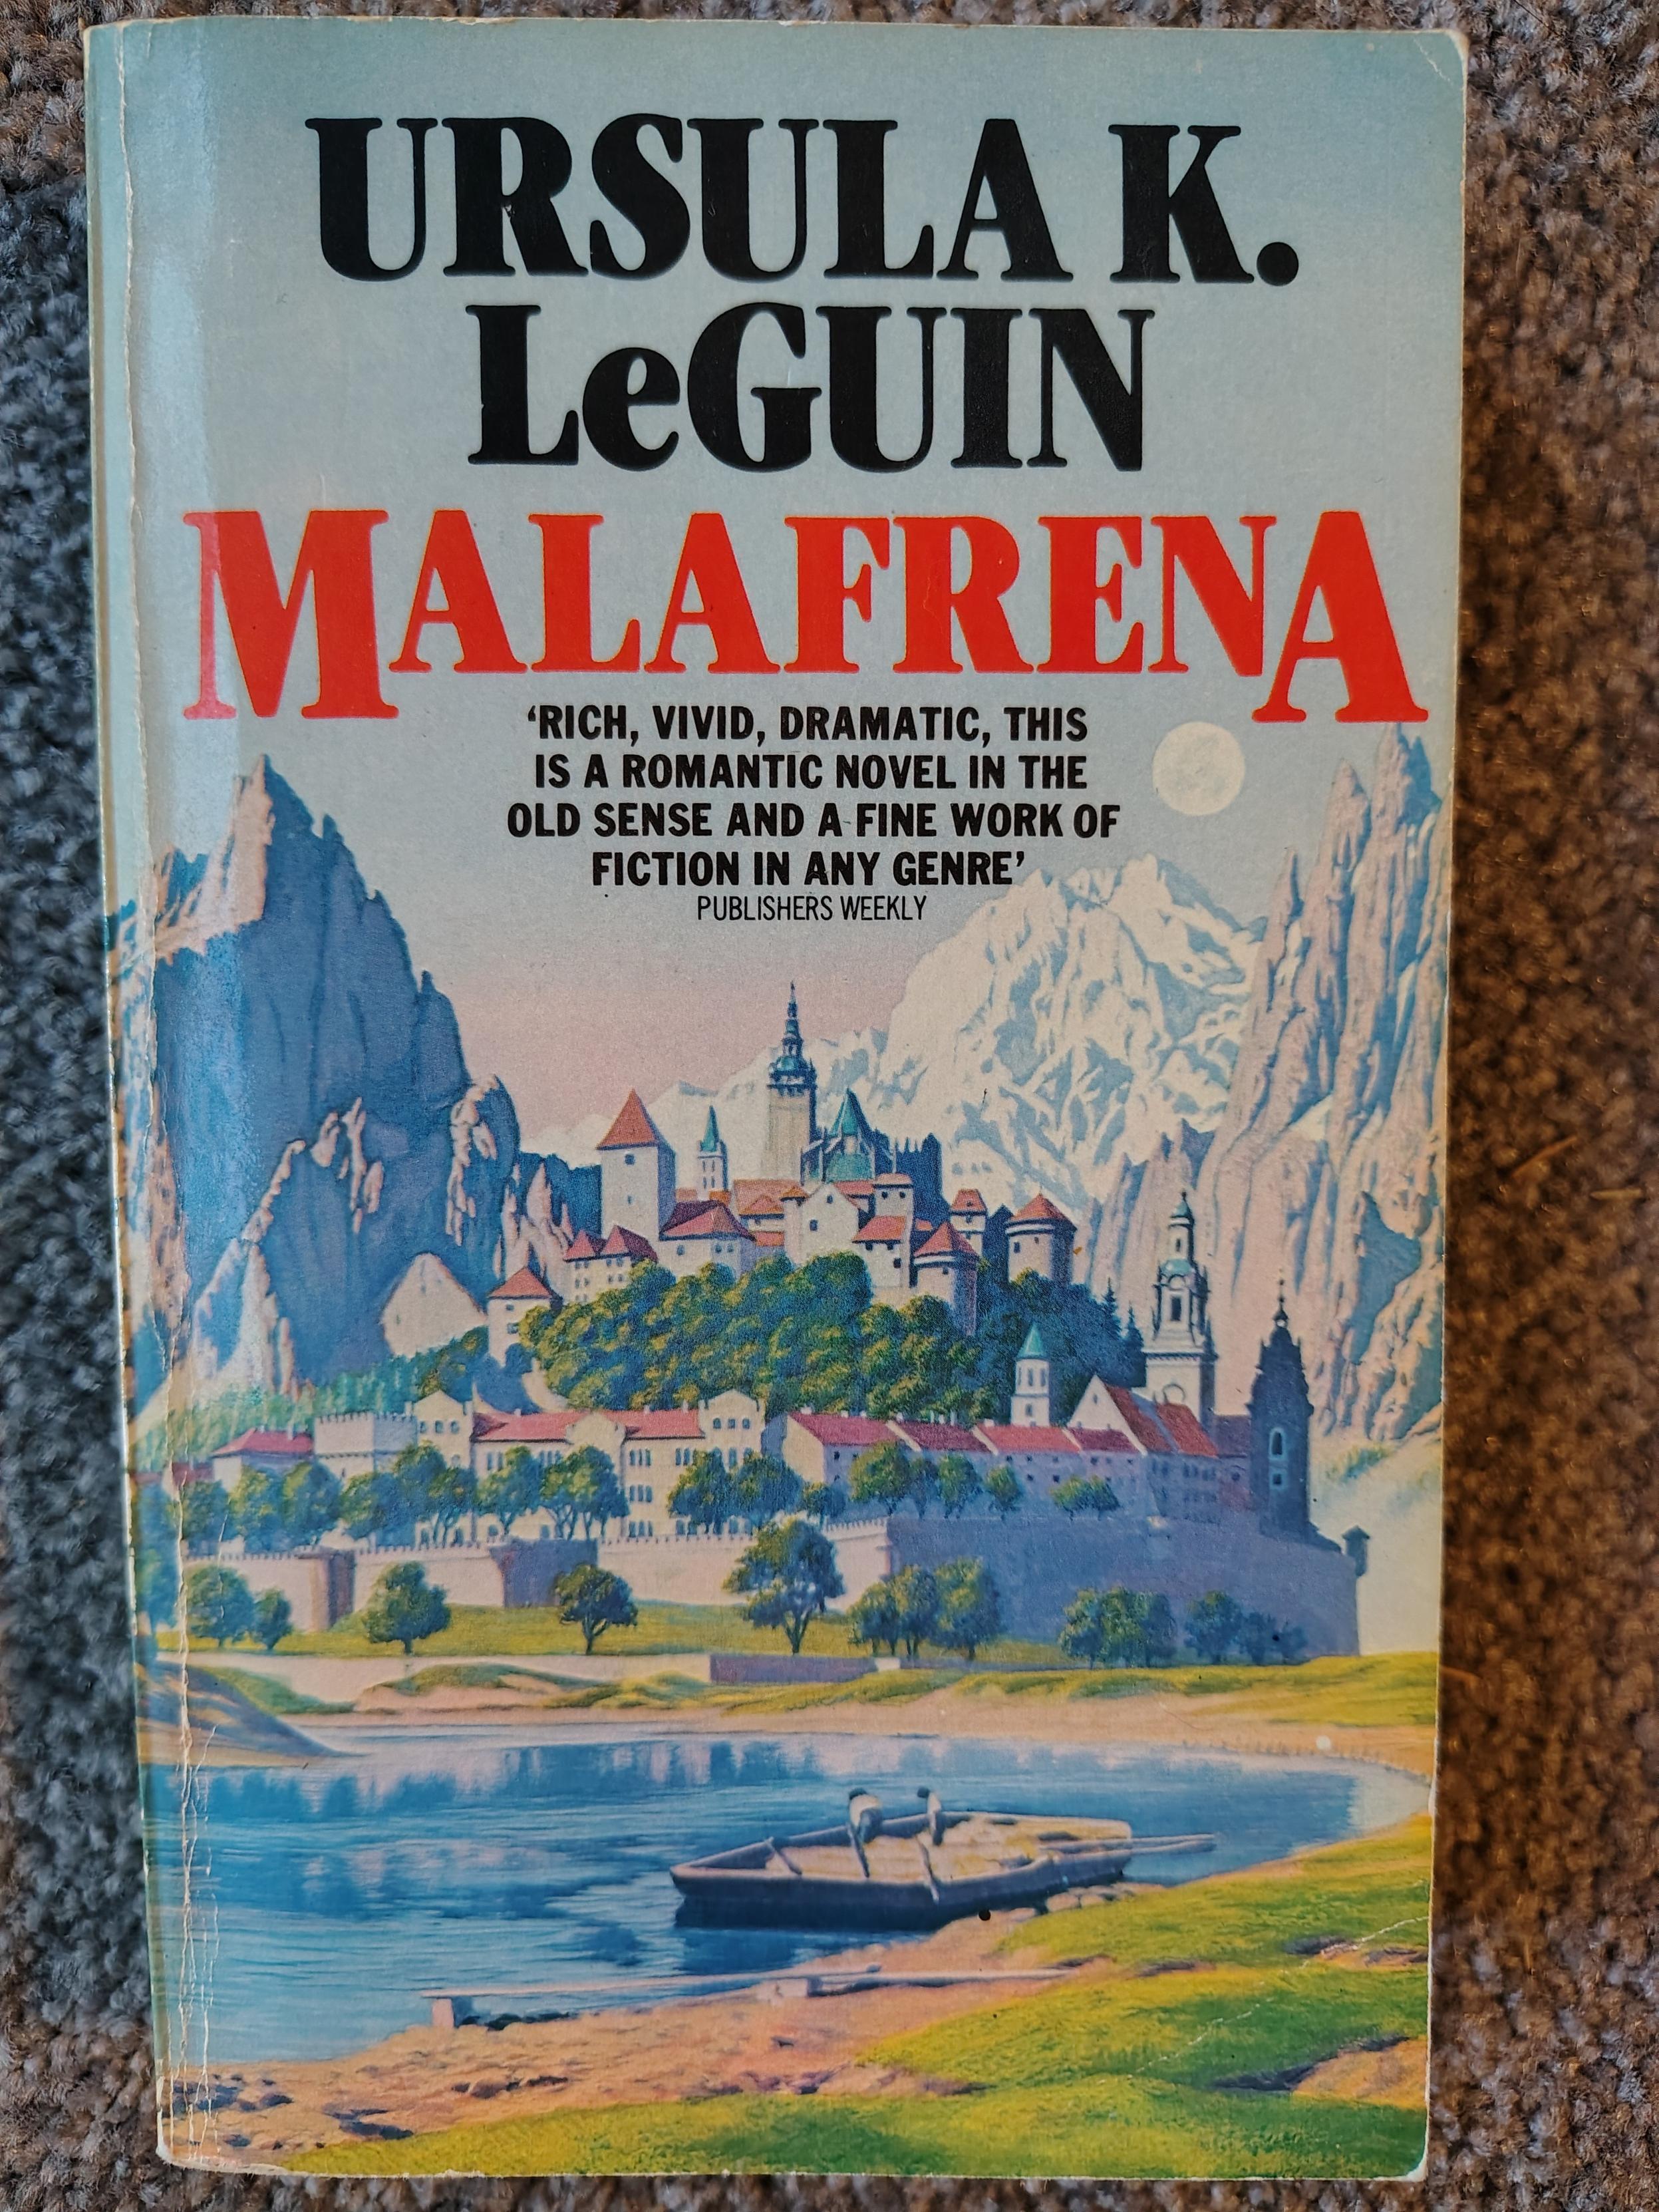 URSULA K.
LeGUIN
MALAFRENA
‘RICH, VIVID, DRAMATIC, THIS
IS A ROMANTIC NOVEL IN THE
OLD SENSE AND A FINE WORK OF
FICTION IN ANY GENRE’
PUBLISHERS WEEKLY